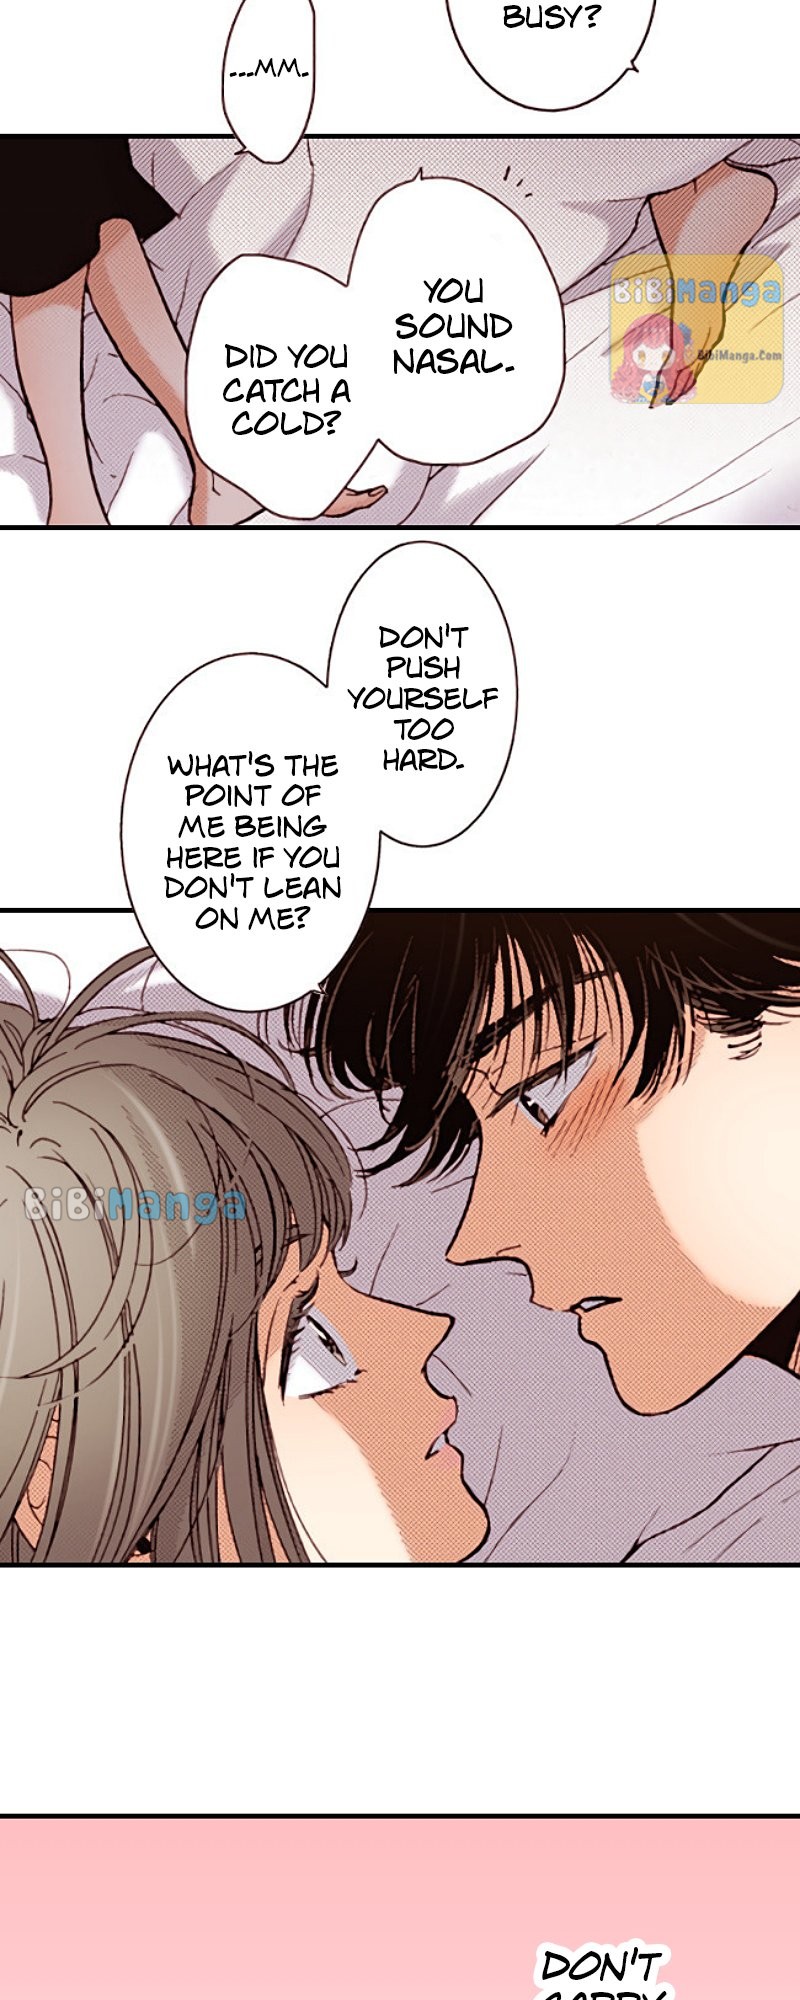 BUSY?
...MM.
YOU
SOUND
NASAL.
DID YOU
CATCH A
COLD?
BiBiManga
BibiManga.Com
DON'T
PUSH
YOURSELF
TOO
HARD.
WHAT'S THE
POINT OF
ME BEING
HERE IF YOU
DON'T LEAN
ON ME?
BiBiManga
DON'T
CARRY